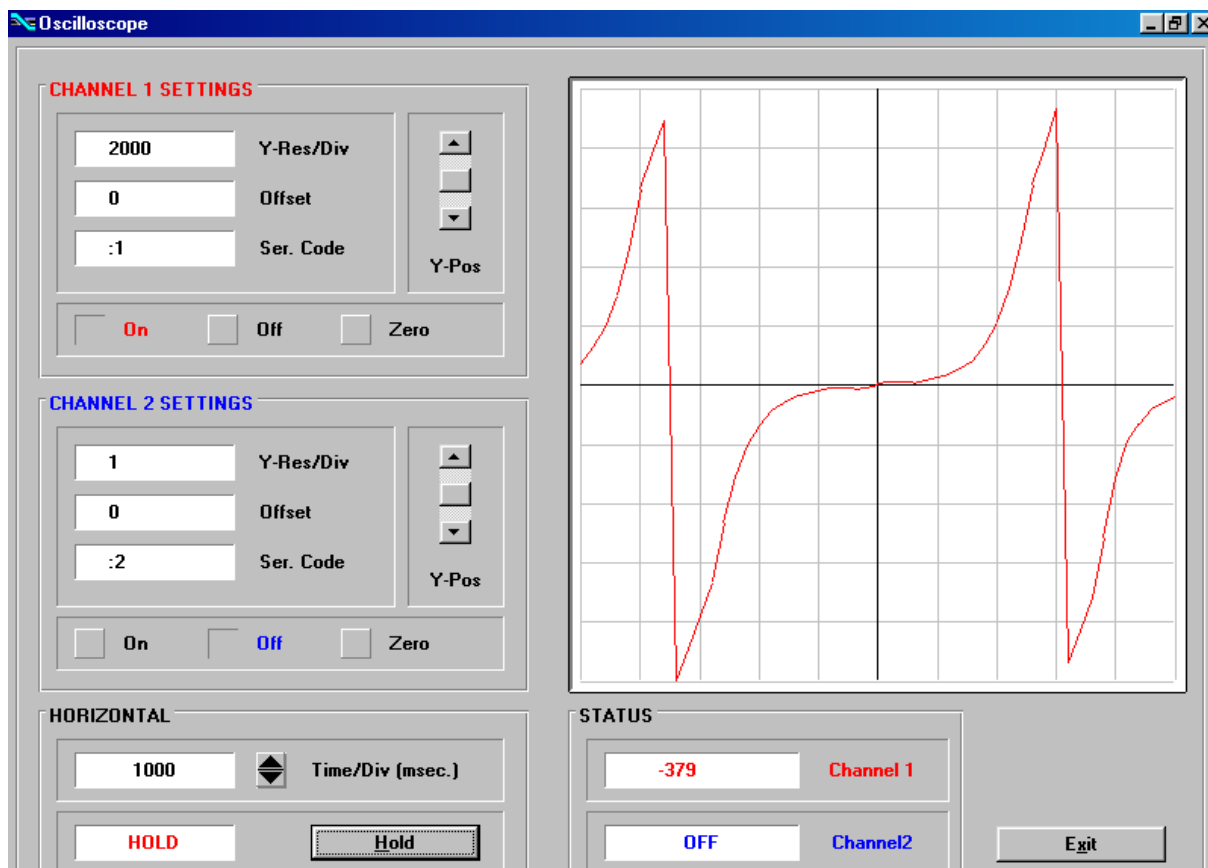 Oscilloscope
CHANNEL 1 SETTINGS
2000 Y-Res/Div
0 Offset
:1 Ser. Code
Y-Pos
On Off Zero
CHANNEL 2 SETTINGS
1 Y-Res/Div
0 Offset
:2 Ser. Code
Y-Pos
On Off Zero
HORIZONTAL
1000 Time/Div (msec.)
HOLD Hold
STATUS
-379 Channel 1
OFF Channel2
Exit